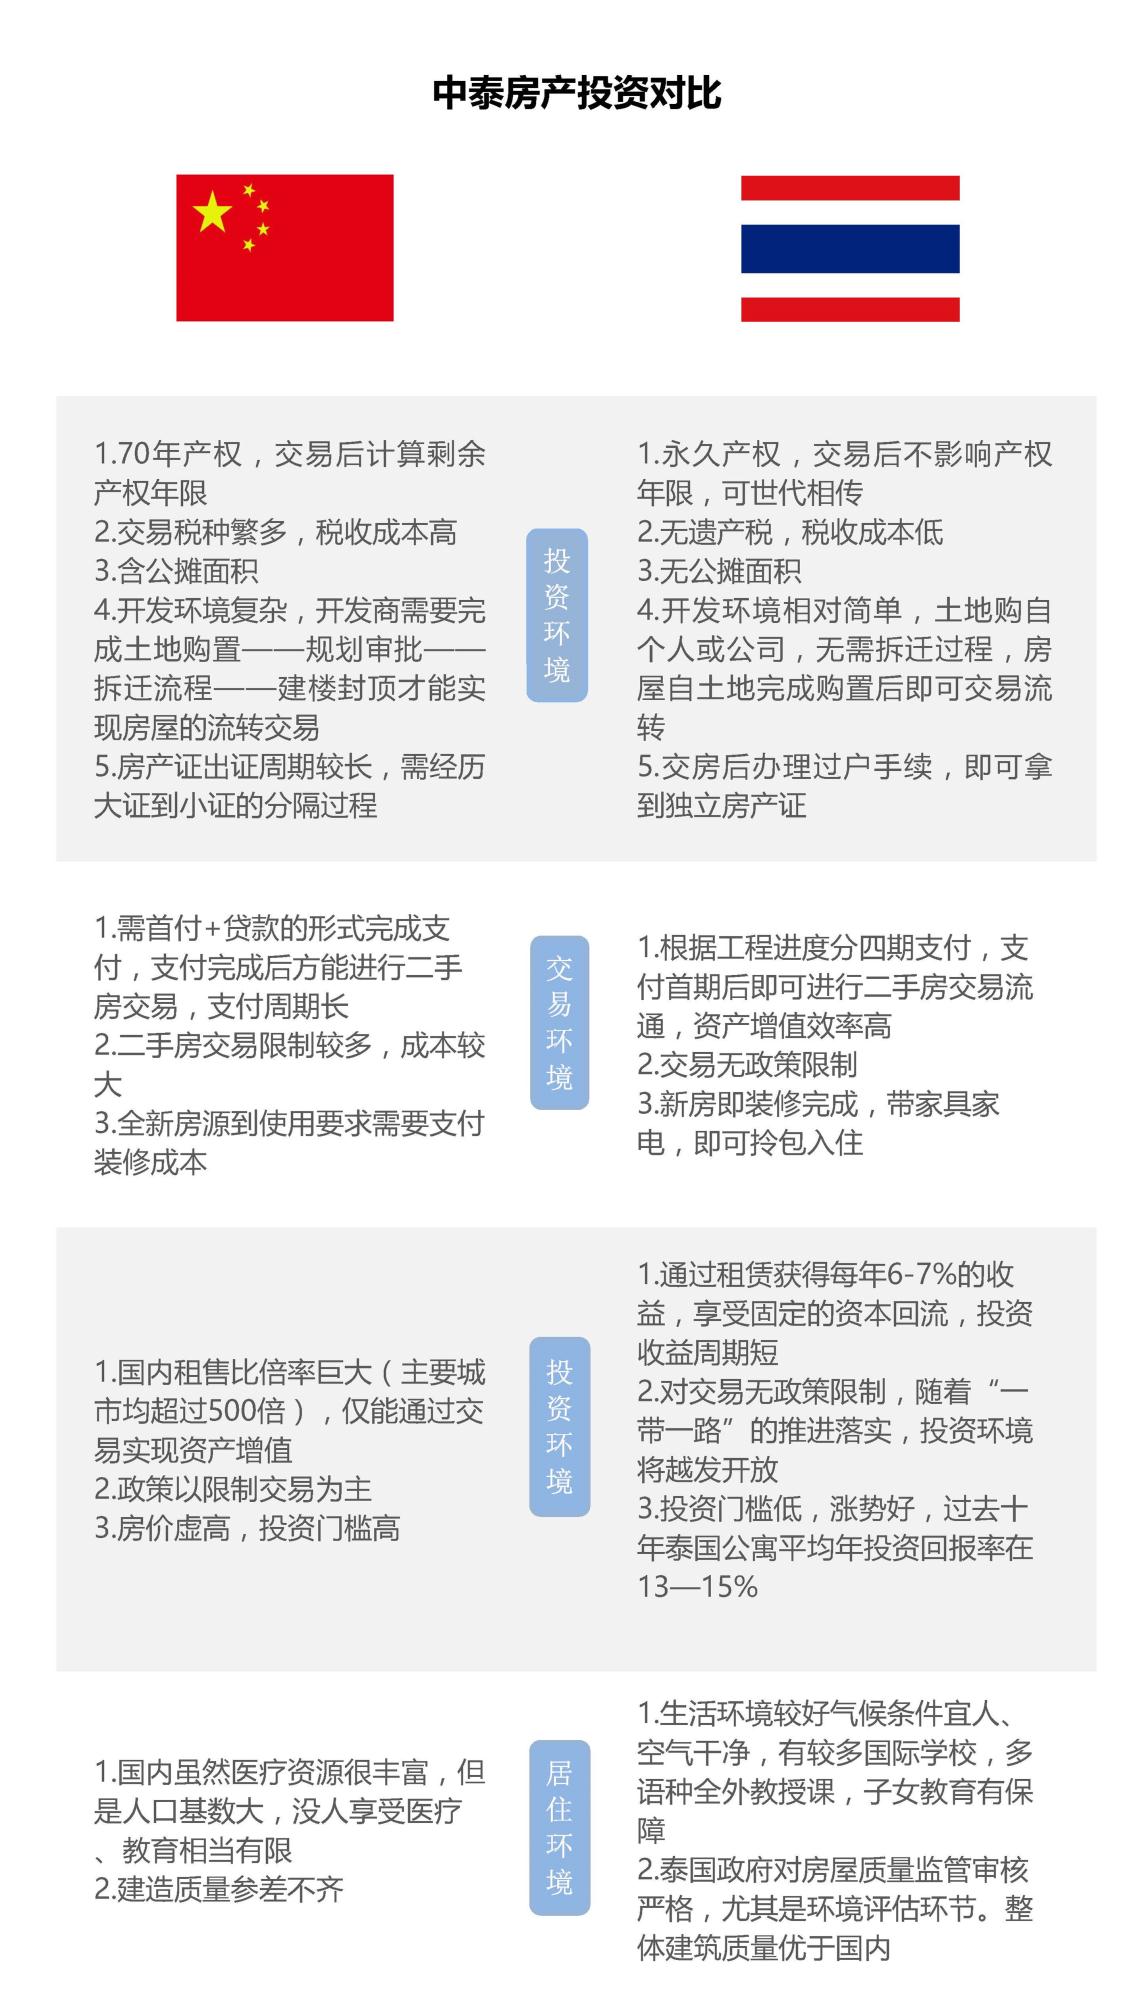 中泰房产投资对比
1.70年产权，交易后计算剩余
产权年限
2.交易税种繁多，税收成本高
3.含公摊面积
4.开发环境复杂，开发商需要完
成土地购置——规划审批——
拆迁流程——建楼封顶才能实
现房屋的流转交易
5.房产证出证周期较长，需经历
大证到小证的分隔过程
投资环境
1.永久产权，交易后不影响产权
年限，可世代相传
2.无遗产税，税收成本低
3.无公摊面积
4.开发环境相对简单，土地购自
个人或公司，无需拆迁过程，房
屋自土地完成购置后即可交易流
转
5.交房后办理过户手续，即可拿
到独立房产证
1.需首付+贷款的形式完成支
付，支付完成后方能进行二手
房交易，支付周期长
2.二手房交易限制较多，成本较
大
3.全新房源到使用要求需要支付
装修成本
交易环境
1.根据工程进度分四期支付，支
付首期后即可进行二手房交易流
通，资产增值效率高
2.交易无政策限制
3.新房即装修完成，带家具家
电，即可拎包入住
1.国内租售比倍率巨大（主要城
市均超过500倍），仅能通过交
易实现资产增值
2.政策以限制交易为主
3.房价虚高，投资门槛高
投资环境
1.通过租赁获得每年6-7%的收
益，享受固定的资本回流，投资
收益周期短
2.对交易无政策限制，随着“一
带一路”的推进落实，投资环境
将越发开放
3.投资门槛低，涨势好，过去十
年泰国公寓平均年投资回报率在
13—15%
1.国内虽然医疗资源很丰富，但
是人口基数大，没人享受医疗
、教育相当有限
2.建造质量参差不齐
居住环境
1.生活环境较好气候条件宜人、
空气干净，有较多国际学校，多
语种全外教授课，子女教育有保
障
2.泰国政府对房屋质量监管审核
严格，尤其是环境评估环节。整
体建筑质量优于国内